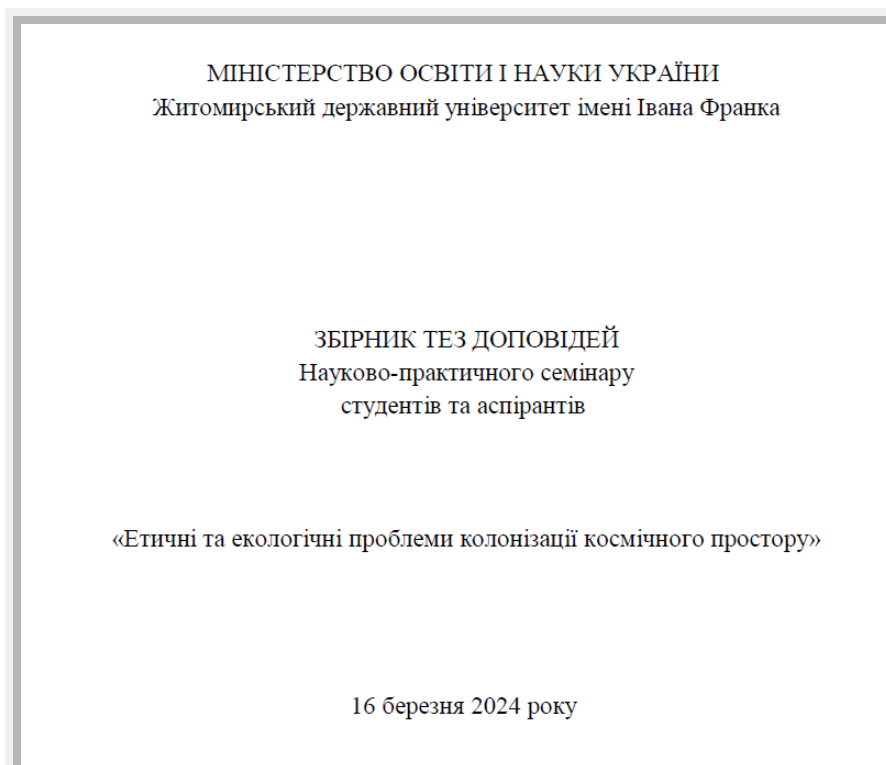 МІНІСТЕРСТВО ОСВІТИ І НАУКИ УКРАЇНИ
Житомирський державний університет імені Івана Франка
ЗБІРНИК ТЕЗ ДОПОВІДЕЙ
Науково-практичного семінару
студентів та аспірантів
«Етичні та екологічні проблеми колонізації космічного простору»
16 березня 2024 року